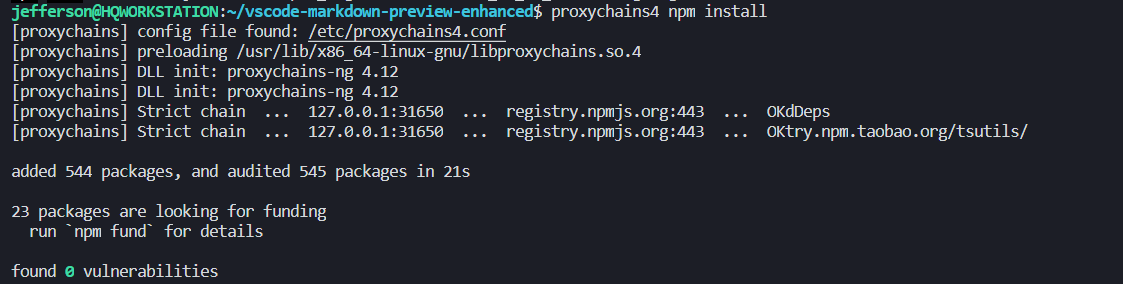 jefferson@HQWORKSTATION:~/vscode-markdown-preview-enhanced$ proxychains4 npm install
[proxychains] config file found: /etc/proxychains4.conf
[proxychains] preloading /usr/lib/x86_64-linux-gnu/libproxychains.so.4
[proxychains] DLL init: proxychains-ng 4.12
[proxychains] DLL init: proxychains-ng 4.12
[proxychains] Strict chain  ...  127.0.0.1:31650  ...  registry.npmjs.org:443  ...  OKdDeps
[proxychains] Strict chain  ...  127.0.0.1:31650  ...  registry.npmjs.org:443  ...  OKtry.npm.taobao.org/tsutils/
added 544 packages, and audited 545 packages in 21s
23 packages are looking for funding
  run `npm fund` for details
found 0 vulnerabilities